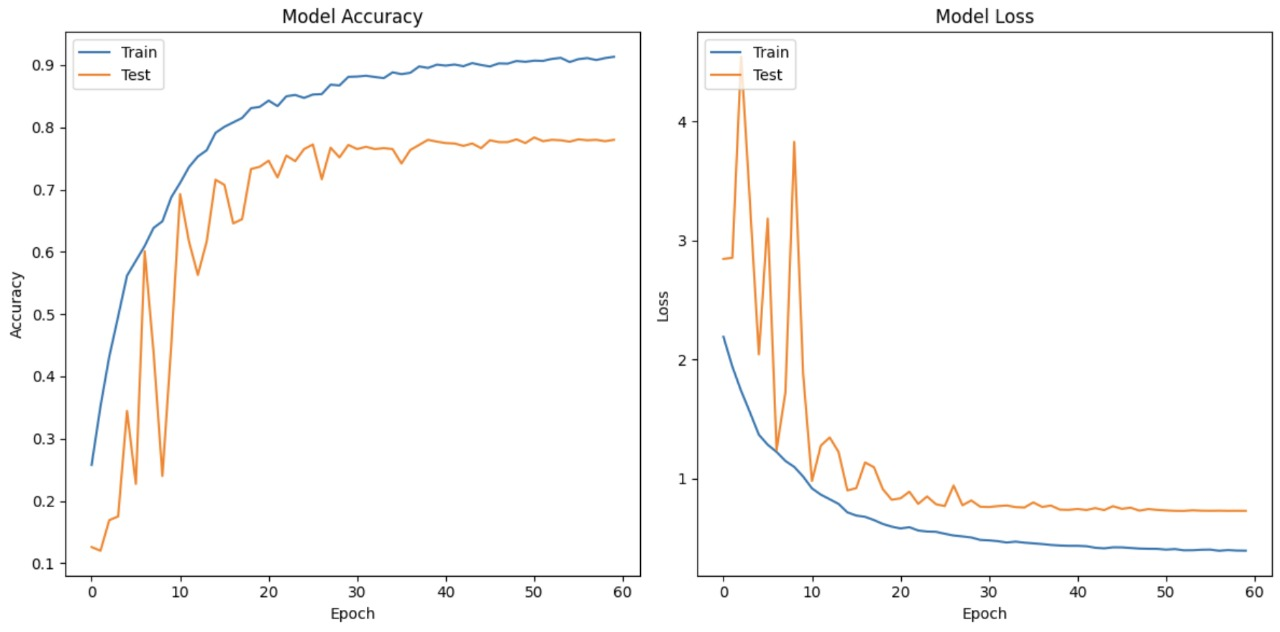 Model Accuracy
Train
Test
0.9
0.8
0.7
0.6
0.5
0.4
0.3
0.2
0.1
Accuracy
0 10 20 30 40 50 60
Epoch
Model Loss
Train
Test
4
3
2
1
Loss
0 10 20 30 40 50 60
Epoch